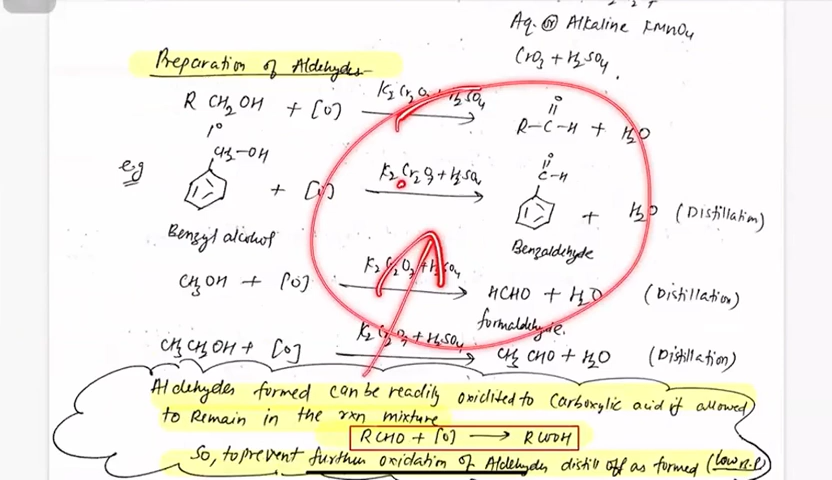 Aq. or Alkaline KMnO4
CrO3 + H2SO4.
Preparation of Aldehydes
R CH2OH + [O] K2Cr2O7 + H2SO4 R-C-H + H2O
1° O
e.g CH2-OH + [O] K2Cr2O7 + H2SO4 O C-H + H2O (Distillation)
Benzyl alcohol Benzaldehyde
CH3OH + [O] K2Cr2O7 + H2SO4 HCHO + H2O (Distillation)
formaldehyde.
CH3CH2OH + [O] K2Cr2O7 + H2SO4 CH3CHO + H2O (Distillation)
Aldehydes formed can be readily oxidised to Carboxylic acid if allowed
to Remain in the rxn mixture
RCHO + [O] → RCOOH
So, to prevent further oxidation of Aldehydes distill off as formed (low n.p)